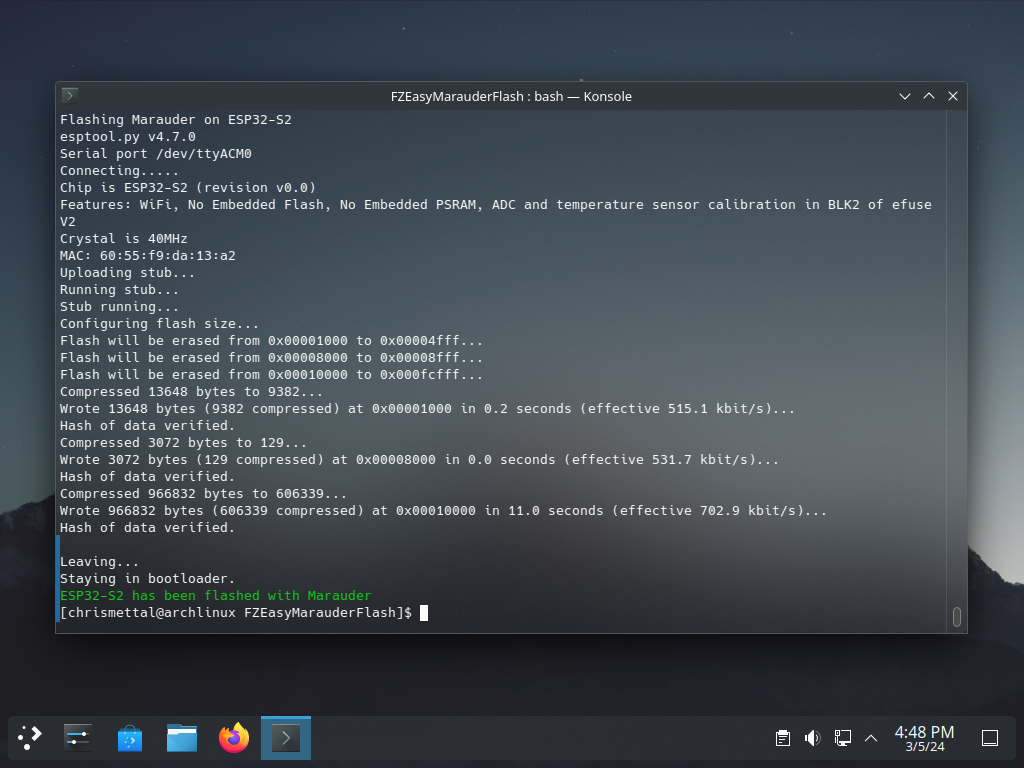 FZEasyMarauderFlash : bash — Konsole
Flashing Marauder on ESP32-S2
esptool.py v4.7.0
Serial port /dev/ttyACM0
Connecting.....
Chip is ESP32-S2 (revision v0.0)
Features: WiFi, No Embedded Flash, No Embedded PSRAM, ADC and temperature sensor calibration in BLK2 of efuse
V2
Crystal is 40MHz
MAC: 60:55:f9:da:13:a2
Uploading stub...
Running stub...
Stub running...
Configuring flash size...
Flash will be erased from 0x00001000 to 0x00004fff...
Flash will be erased from 0x00008000 to 0x00008fff...
Flash will be erased from 0x00010000 to 0x000fcfff...
Compressed 13648 bytes to 9382...
Wrote 13648 bytes (9382 compressed) at 0x00001000 in 0.2 seconds (effective 515.1 kbit/s)...
Hash of data verified.
Compressed 3072 bytes to 129...
Wrote 3072 bytes (129 compressed) at 0x00008000 in 0.0 seconds (effective 531.7 kbit/s)...
Hash of data verified.
Compressed 966832 bytes to 606339...
Wrote 966832 bytes (606339 compressed) at 0x00010000 in 11.0 seconds (effective 702.9 kbit/s)...
Hash of data verified.
Leaving...
Staying in bootloader.
ESP32-S2 has been flashed with Marauder
[chrismettal@archlinux FZEasyMarauderFlash]$
4:48 PM
3/5/24